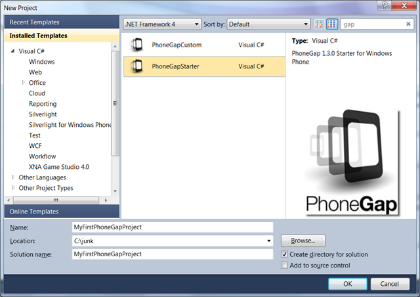 New Project
Recent Templates
.NET Framework 4
Sort by: Default
gap
Installed Templates
Visual C#
Windows
Web
Office
Cloud
Reporting
Silverlight
Silverlight for Windows Phone
Test
WCF
Workflow
XNA Game Studio 4.0
Other Languages
Other Project Types
Online Templates
PhoneGapCustom Visual C#
PhoneGapStarter Visual C#
Type: Visual C#
PhoneGap 1.3.0 Starter for Windows
Phone
PhoneGap
Name: MyFirstPhoneGapProject
Location: C:\junk
Browse...
Solution name: MyFirstPhoneGapProject
Create directory for solution
Add to source control
OK
Cancel